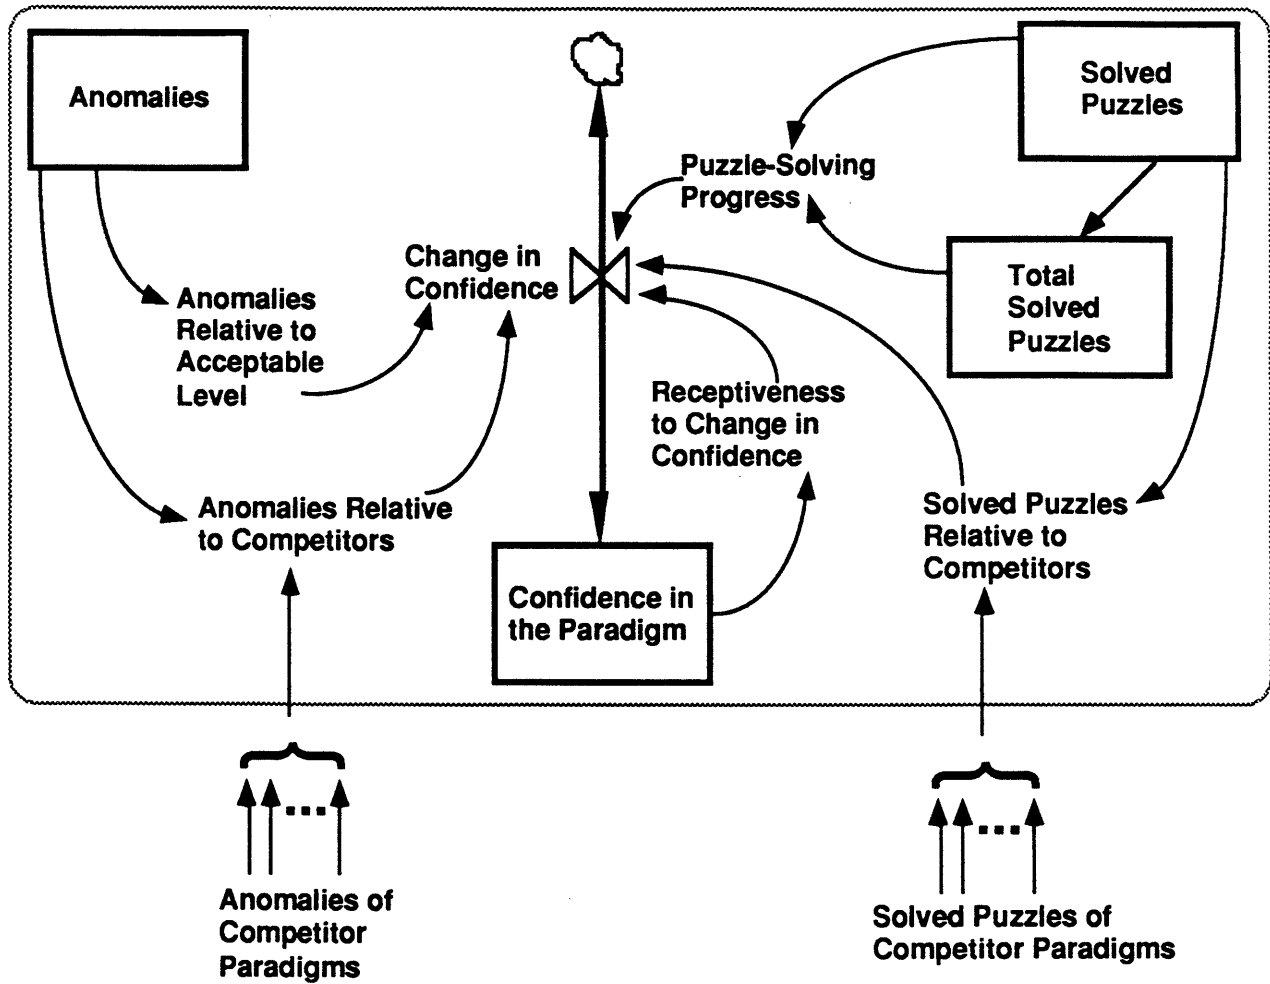 Anomalies
Solved
Puzzles
Puzzle-Solving
Progress
Change in
Confidence
Total
Solved
Puzzles
Anomalies
Relative to
Acceptable
Level
Receptiveness
to Change in
Confidence
Anomalies Relative
to Competitors
Solved Puzzles
Relative to
Competitors
Confidence in
the Paradigm
Anomalies of
Competitor
Paradigms
Solved Puzzles of
Competitor Paradigms